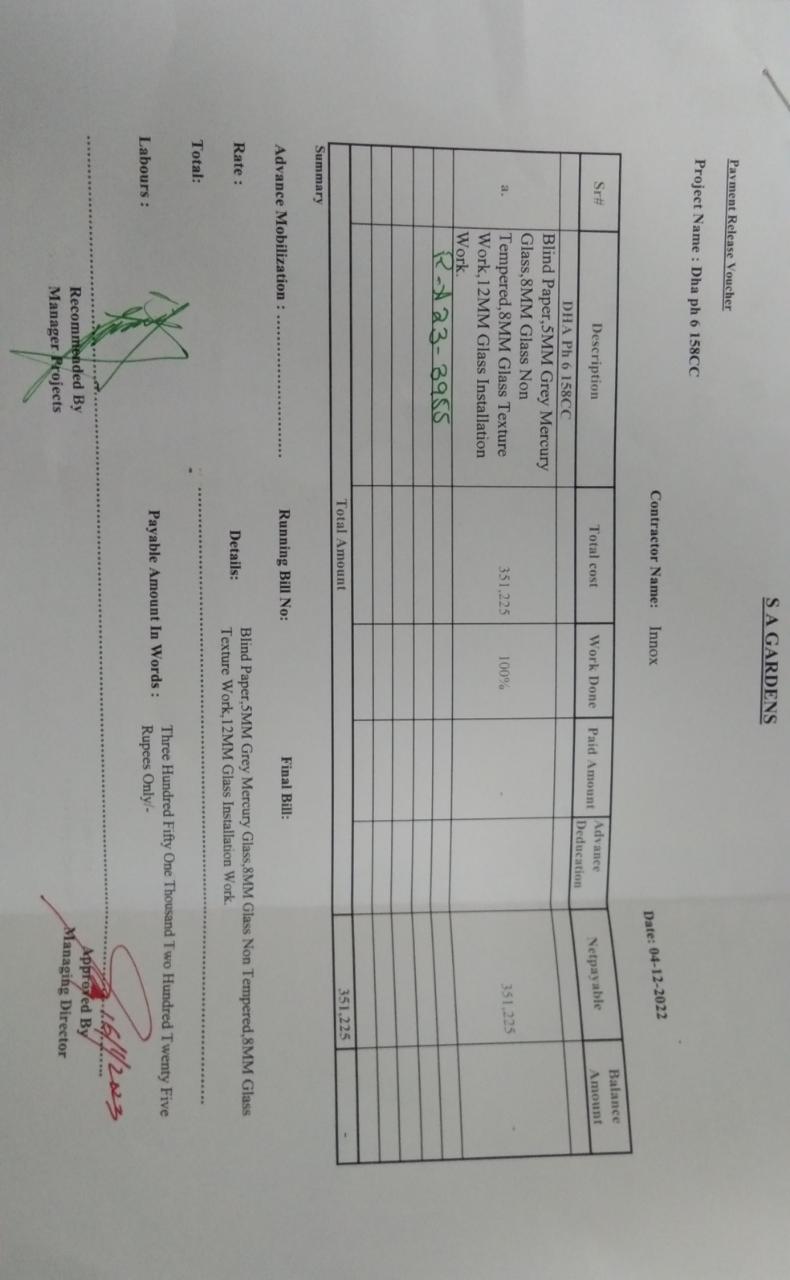 S A GARDENS
Payment Release Voucher
Project Name : Dha ph 6 158CC
Contractor Name: Innox
Date: 04-12-2022
Sr# Description Total cost Work Done Paid Amount Advance Deducation Netpayable Balance Amount
DHA Ph 6 158CC
a. Blind Paper,5MM Grey Mercury
Glass,8MM Glass Non
Tempered,8MM Glass Texture 351,225 100% - 351,225 -
Work,12MM Glass Installation
Work.
Total Amount 351,225 -
Summary
Advance Mobilization : ........................ Running Bill No: Final Bill:
Rate : Details: Blind Paper,5MM Grey Mercury Glass,8MM Glass Non Tempered,8MM Glass
Texture Work,12MM Glass Installation Work.
Total:
Labours : Payable Amount In Words : Three Hundred Fifty One Thousand Two Hundred Twenty Five
Rupees Only/-
Recommended By
Manager Projects
Approved By
Managing Director